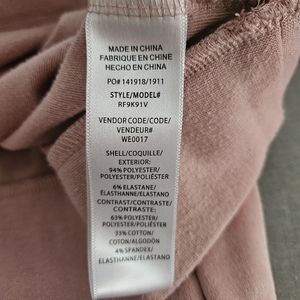 MADE IN CHINA
FABRIQUE EN CHINE
HECHO EN CHINA
PO# 141918/1911
STYLE/MODEL#
RF9K91V
VENDOR CODE/CODE/
VENDEUR#
WE0017
SHELL/COQUILLE/
EXTERIOR:
94% POLYESTER/
POLYESTER/POLIÉSTER
6% ELASTANE/
ÉLASTHANNE/ELASTANO
CONTRAST/CONTRASTE/
CONTRASTE:
63% POLYESTER/
POLYESTER/POLIÉSTER
33% COTTON/
COTON/ALGODÓN
4% SPANDEX/
ÉLASTHANNE/ELASTANO